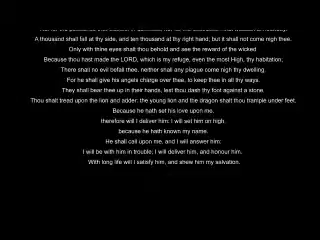 A thousand shall fall at thy side, and ten thousand at thy right hand; but it shall not come nigh thee.
Only with thine eyes shalt thou behold and see the reward of the wicked
Because thou hast made the LORD, which is my refuge, even the most High, thy habitation;
There shall no evil befall thee, neither shall any plague come nigh thy dwelling.
For he shall give his angels charge over thee, to keep thee in all thy ways.
They shall bear thee up in their hands, lest thou dash thy foot against a stone.
Thou shalt tread upon the lion and adder: the young lion and the dragon shalt thou trample under feet.
Because he hath set his love upon me,
therefore will I deliver him: I will set him on high,
because he hath known my name.
He shall call upon me, and I will answer him:
I will be with him in trouble; I will deliver him, and honour him.
With long life will I satisfy him, and shew him my salvation.